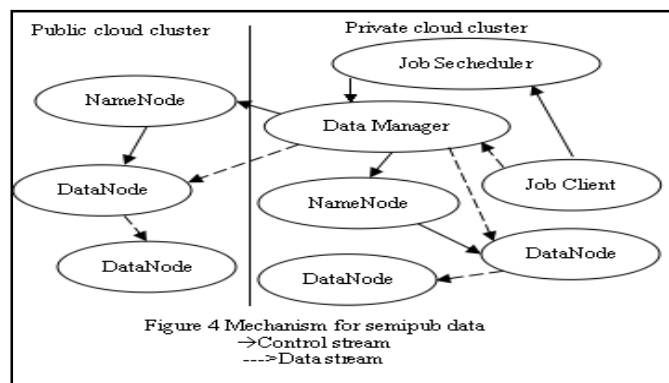 Public cloud cluster
Private cloud cluster
Job Secheduler
NameNode
Data Manager
DataNode
Job Client
NameNode
DataNode
DataNode
DataNode
Figure 4 Mechanism for semipub data
→Control stream
--->Data stream